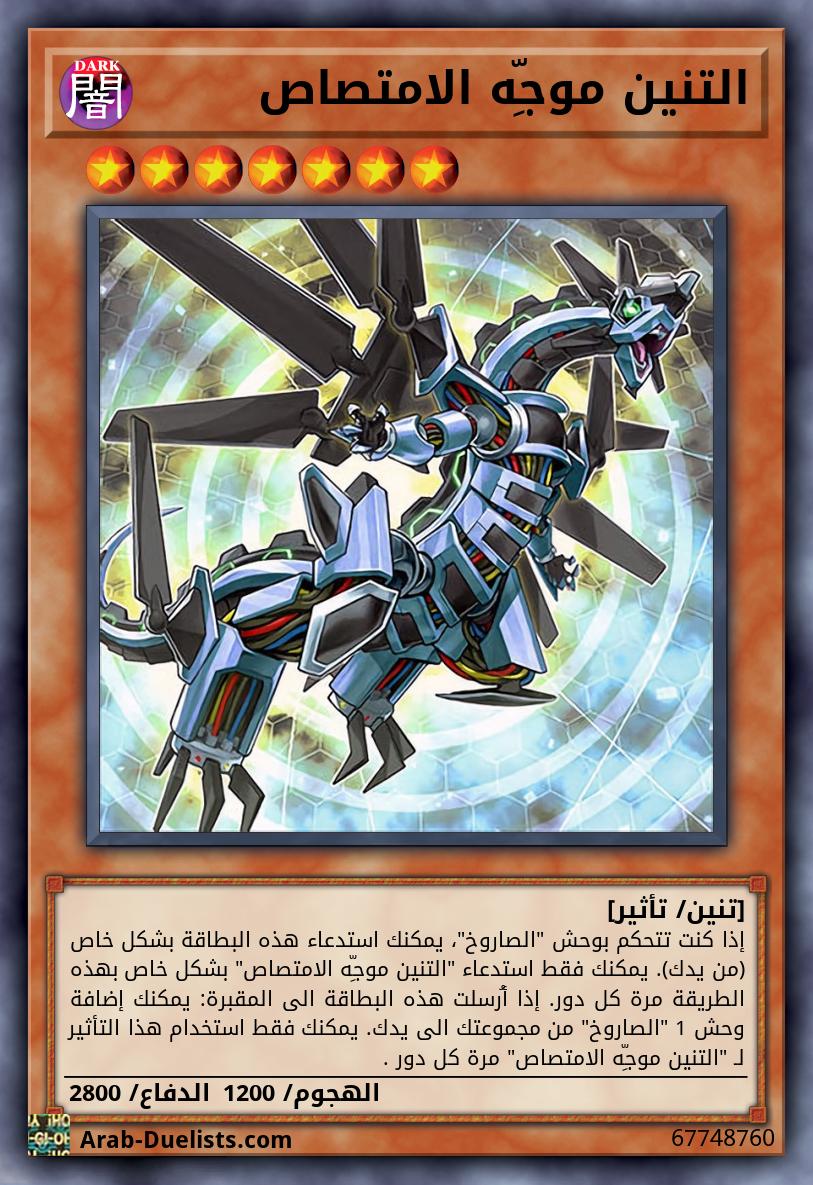 DARK
闇
التنين موجِّه الامتصاص
[تنين/ تأثير]
إذا كنت تتحكم بوحش "الصاروخ"، يمكنك استدعاء هذه البطاقة بشكل خاص
(من يدك). يمكنك فقط استدعاء "التنين موجِّه الامتصاص" بشكل خاص بهذه
الطريقة مرة كل دور. إذا أُرسلت هذه البطاقة الى المقبرة: يمكنك إضافة
وحش 1 "الصاروخ" من مجموعتك الى يدك. يمكنك فقط استخدام هذا التأثير
لـ "التنين موجِّه الامتصاص" مرة كل دور .
الهجوم/ 1200 الدفاع/ 2800
Arab-Duelists.com
67748760